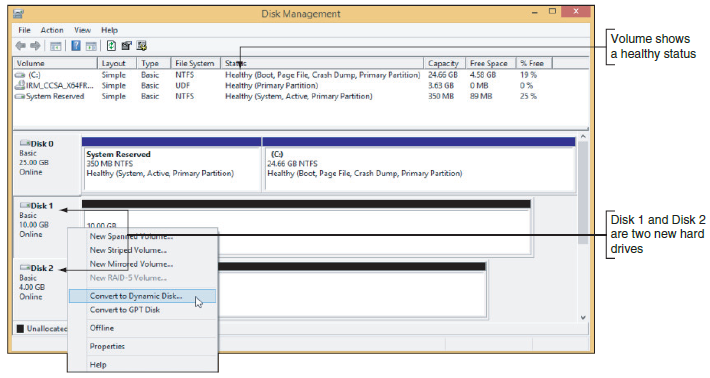 Disk Management
File Action View Help
Volume Layout Type File System Status Capacity Free Space % Free
(C:) Simple Basic NTFS Healthy (Boot, Page File, Crash Dump, Primary Partition) 24.66 GB 4.58 GB 19 %
IRM_CCSA_X64FR... Simple Basic UDF Healthy (Primary Partition) 3.63 GB 0 MB 0 %
System Reserved Simple Basic NTFS Healthy (System, Active, Primary Partition) 350 MB 89 MB 25 %
Volume shows
a healthy status
Disk 0
Basic
25.00 GB
Online
System Reserved
350 MB NTFS
Healthy (System, Active, Primary Partition)
(C:)
24.66 GB NTFS
Healthy (Boot, Page File, Crash Dump, Primary Partition)
Disk 1
Basic
10.00 GB
Online
10.00 GB
Disk 1 and Disk 2
are two new hard
drives
Disk 2
Basic
4.00 GB
Online
New Spanned Volume...
New Striped Volume...
New Mirrored Volume...
New RAID-5 Volume...
Convert to Dynamic Disk...
Convert to GPT Disk
Offline
Properties
Help
Unallocated